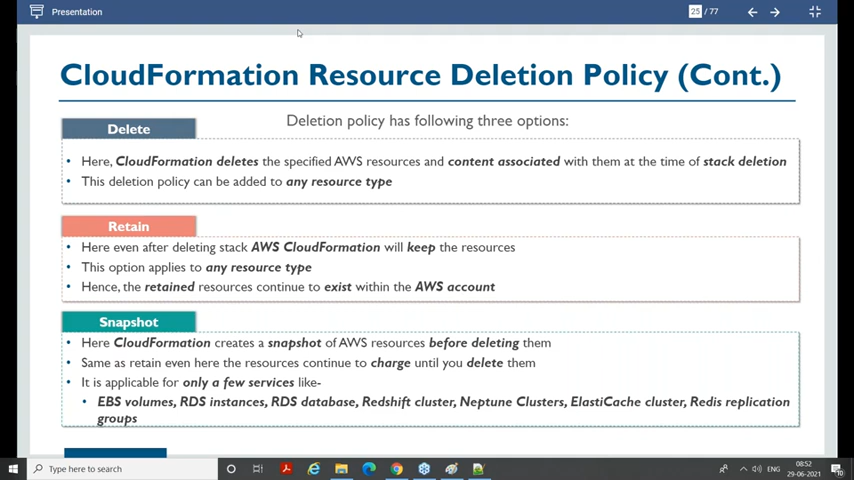 Presentation
25 / 77
CloudFormation Resource Deletion Policy (Cont.)
Deletion policy has following three options:
Delete
• Here, CloudFormation deletes the specified AWS resources and content associated with them at the time of stack deletion
• This deletion policy can be added to any resource type
Retain
• Here even after deleting stack AWS CloudFormation will keep the resources
• This option applies to any resource type
• Hence, the retained resources continue to exist within the AWS account
Snapshot
• Here CloudFormation creates a snapshot of AWS resources before deleting them
• Same as retain even here the resources continue to charge until you delete them
• It is applicable for only a few services like-
• EBS volumes, RDS instances, RDS database, Redshift cluster, Neptune Clusters, ElastiCache cluster, Redis replication
groups
Type here to search
ENG
08:52
29-06-2021
10